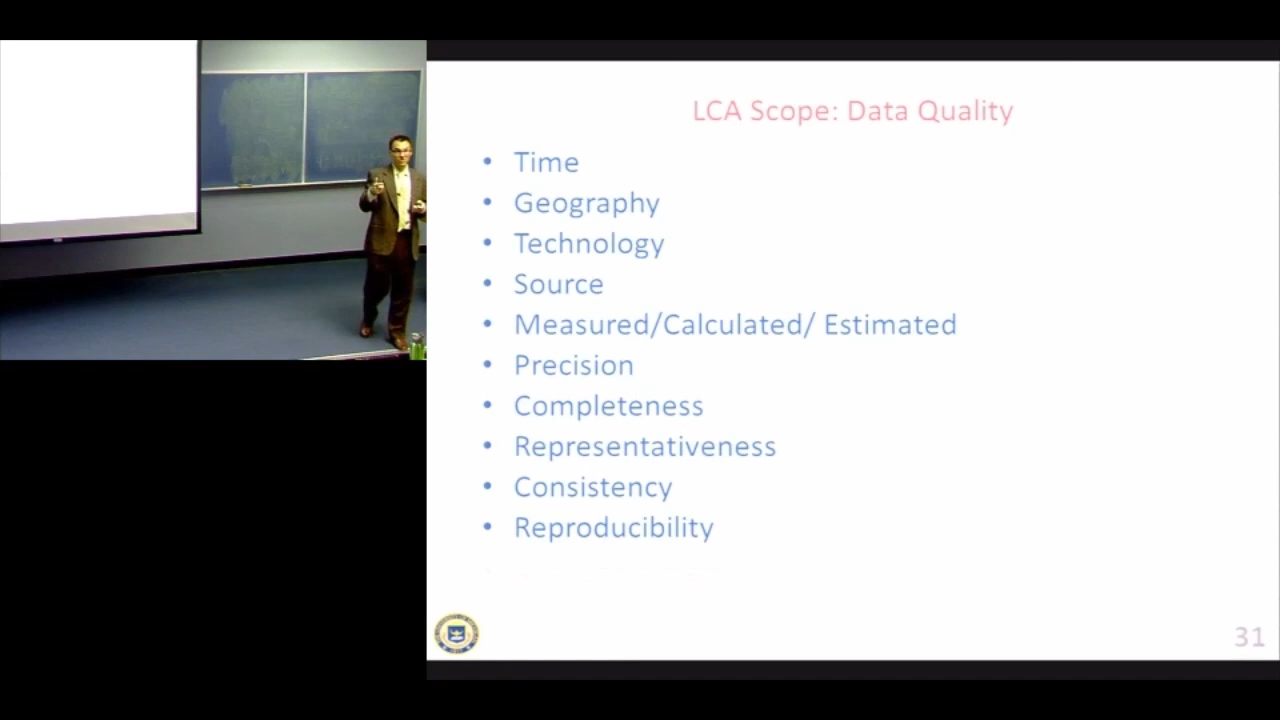 LCA Scope: Data Quality
• Time
• Geography
• Technology
• Source
• Measured/Calculated/ Estimated
• Precision
• Completeness
• Representativeness
• Consistency
• Reproducibility
31